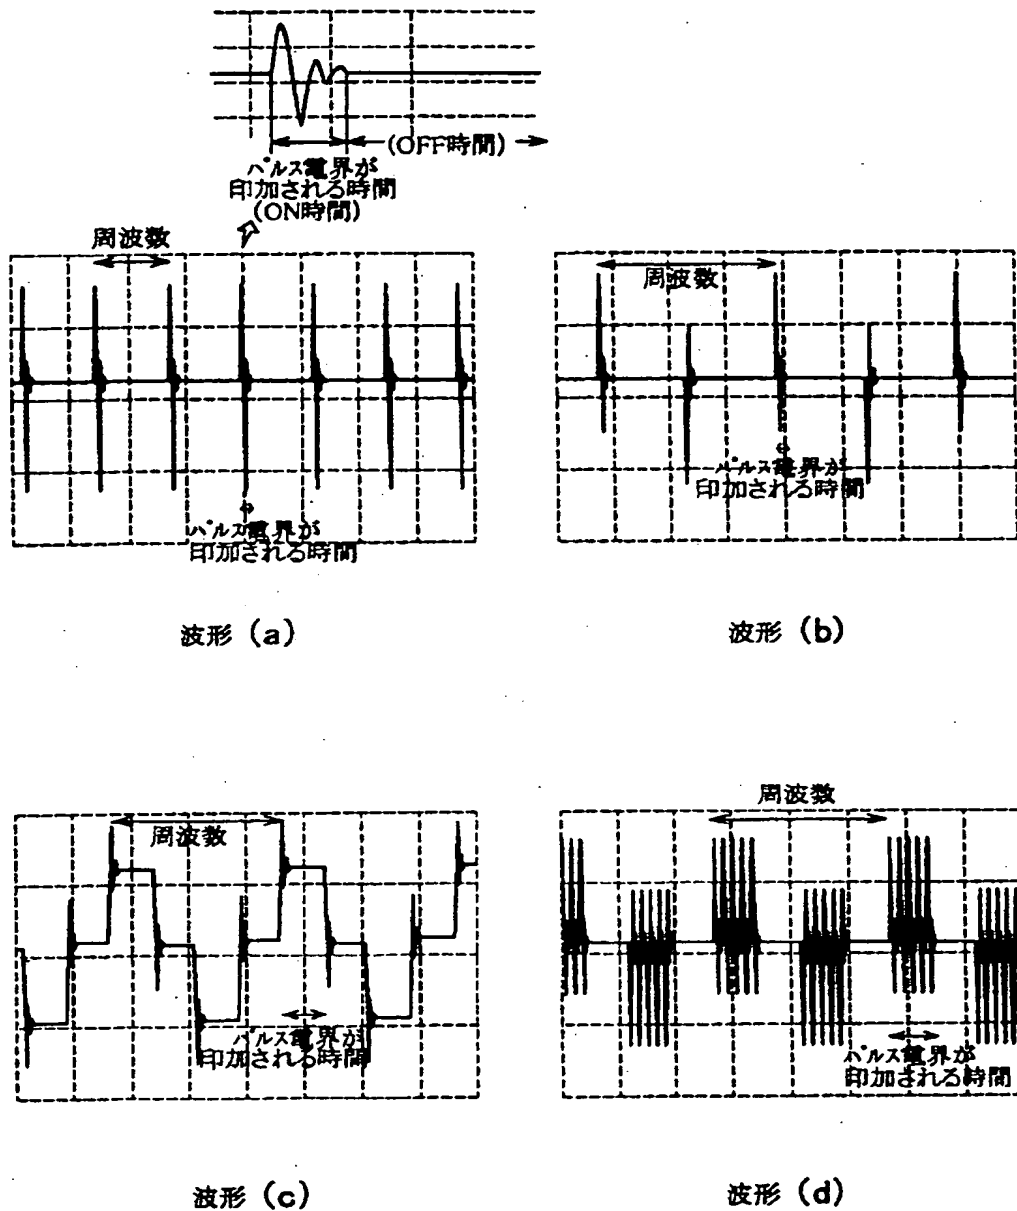 (OFF時間)
パルス電界が
印加される時間
(ON時間)
周波数
パルス電界が
印加される時間
波形 (a)
周波数
パルス電界が
印加される時間
波形 (b)
周波数
パルス電界が
印加される時間
波形 (c)
周波数
パルス電界が
印加される時間
波形 (d)